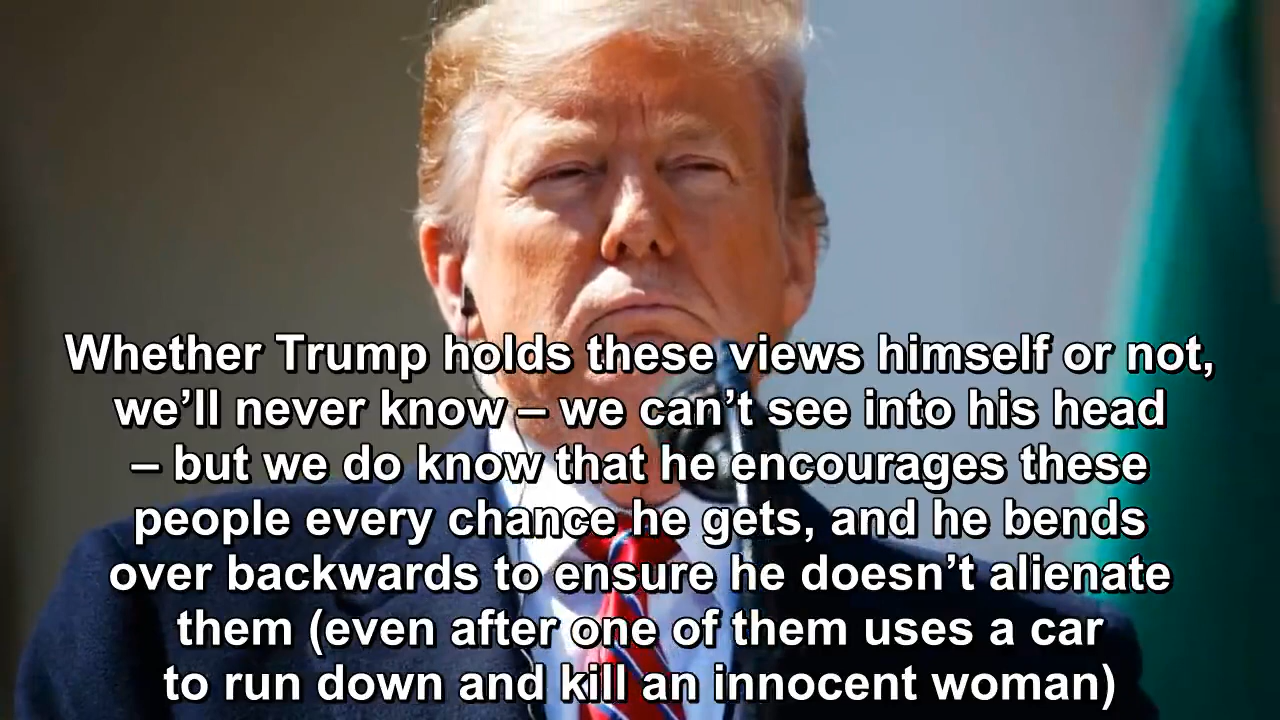 Whether Trump holds these views himself or not,
we’ll never know – we can’t see into his head
– but we do know that he encourages these
people every chance he gets, and he bends
over backwards to ensure he doesn’t alienate
them (even after one of them uses a car
to run down and kill an innocent woman)